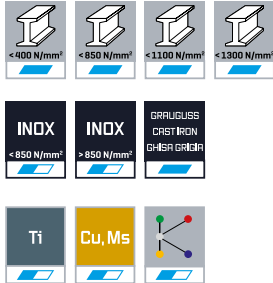 <400 N/mm² <850 N/mm² <1100 N/mm² <1300 N/mm²
INOX
<850 N/mm²
INOX
>850 N/mm²
GRAUGUSS
CAST IRON
GHISA GRIGIA
Ti
Cu, Ms